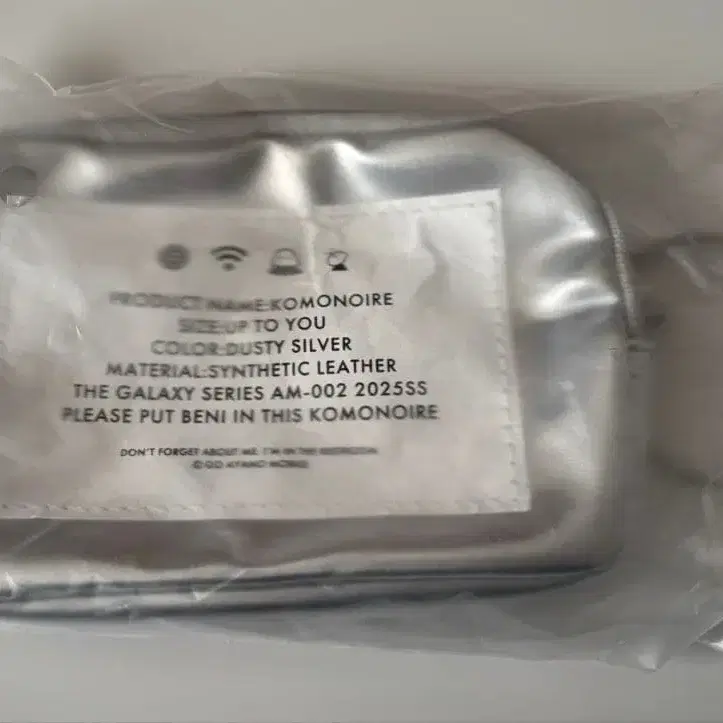 PRODUCT NAME:KOMONOIRE
SIZE:UP TO YOU
COLOR:DUSTY SILVER
MATERIAL:SYNTHETIC LEATHER
THE GALAXY SERIES AM-002 2025SS
PLEASE PUT BENI IN THIS KOMONOIRE
DON'T FORGET ABOUT ME. I'M IN THE